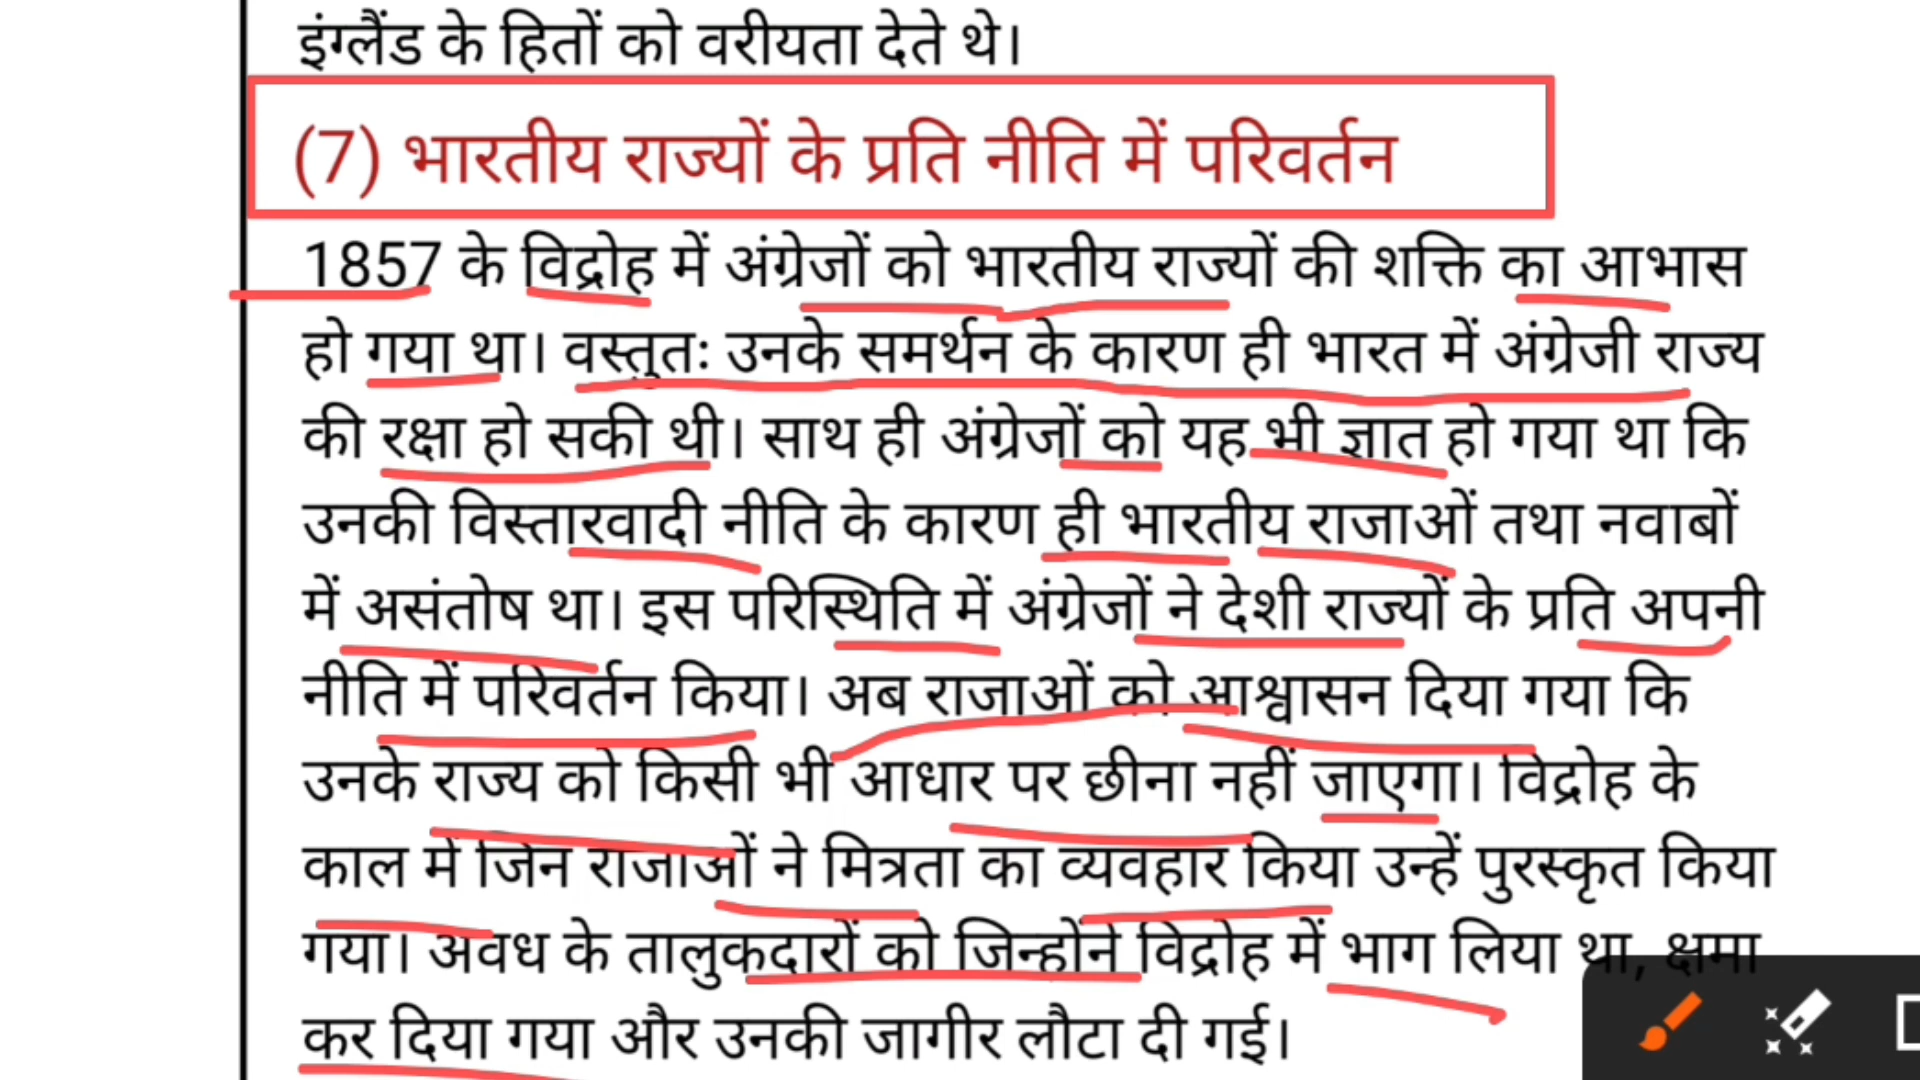 इंग्लैंड के हितों को वरीयता देते थे।
(7) भारतीय राज्यों के प्रति नीति में परिवर्तन
1857 के विद्रोह में अंग्रेजों को भारतीय राज्यों की शक्ति का आभास
हो गया था। वस्तुतः उनके समर्थन के कारण ही भारत में अंग्रेजी राज्य
की रक्षा हो सकी थी। साथ ही अंग्रेजों को यह भी ज्ञात हो गया था कि
उनकी विस्तारवादी नीति के कारण ही भारतीय राजाओं तथा नवाबों
में असंतोष था। इस परिस्थिति में अंग्रेजों ने देशी राज्यों के प्रति अपनी
नीति में परिवर्तन किया। अब राजाओं को आश्वासन दिया गया कि
उनके राज्य को किसी भी आधार पर छीना नहीं जाएगा। विद्रोह के
काल में जिन राजाओं ने मित्रता का व्यवहार किया उन्हें पुरस्कृत किया
गया। अवध के तालुकदारों को जिन्होंने विद्रोह में भाग लिया था, क्षमा
कर दिया गया और उनकी जागीर लौटा दी गई।